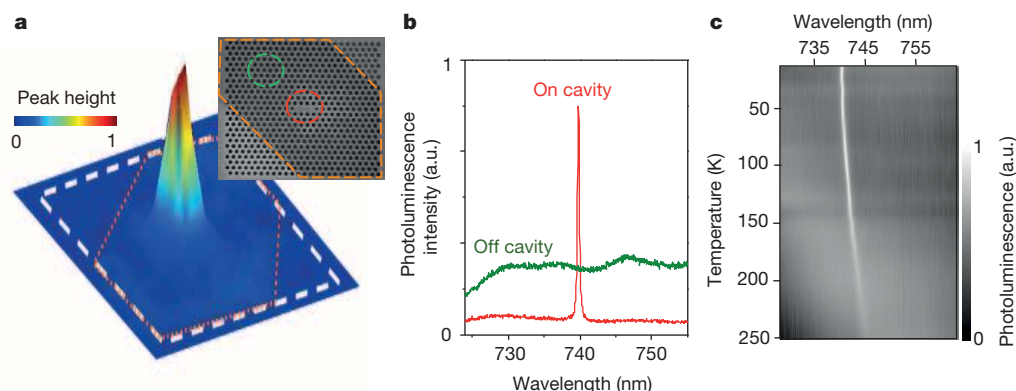 a
Peak height
0 1
b
1
Photoluminescence
intensity (a.u.)
On cavity
Off cavity
0
730 740 750
Wavelength (nm)
c
Wavelength (nm)
735 745 755
Temperature (K)
50
100
150
200
250
1
0
Photoluminescence (a.u.)